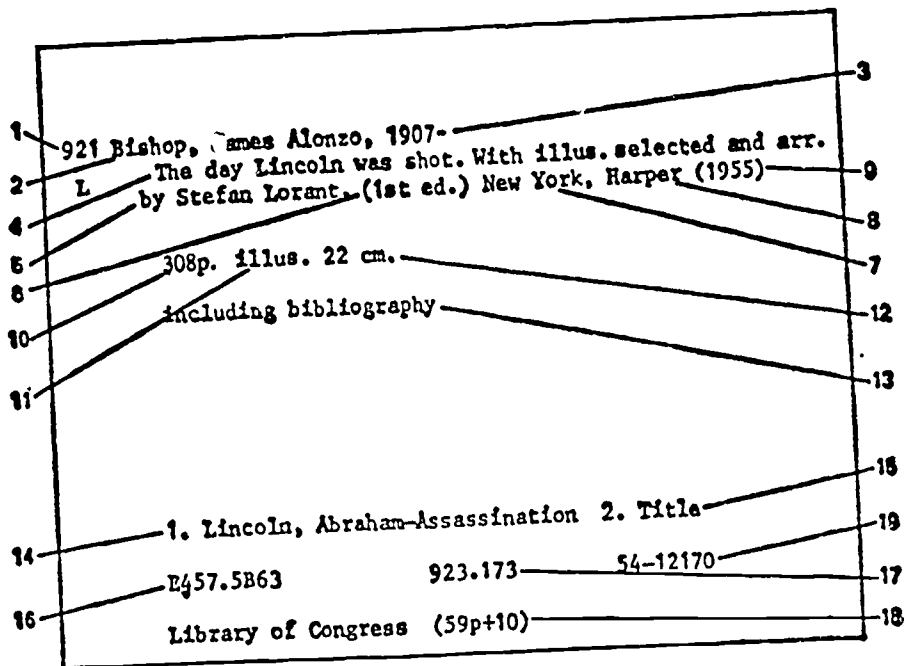 3
1
921 Bishop, James Alonzo, 1907-
The day Lincoln was shot. With illus. selected and arr.
9
2
L
by Stefan Lorant. (1st ed.) New York, Harper (1955)
4
8
5
308p. illus. 22 cm.
7
6
including bibliography
12
10
13
11
15
1. Lincoln, Abraham-Assassination 2. Title
19
14
E457.5B63 923.173 54-12170
17
16
Library of Congress (59p+10)
18